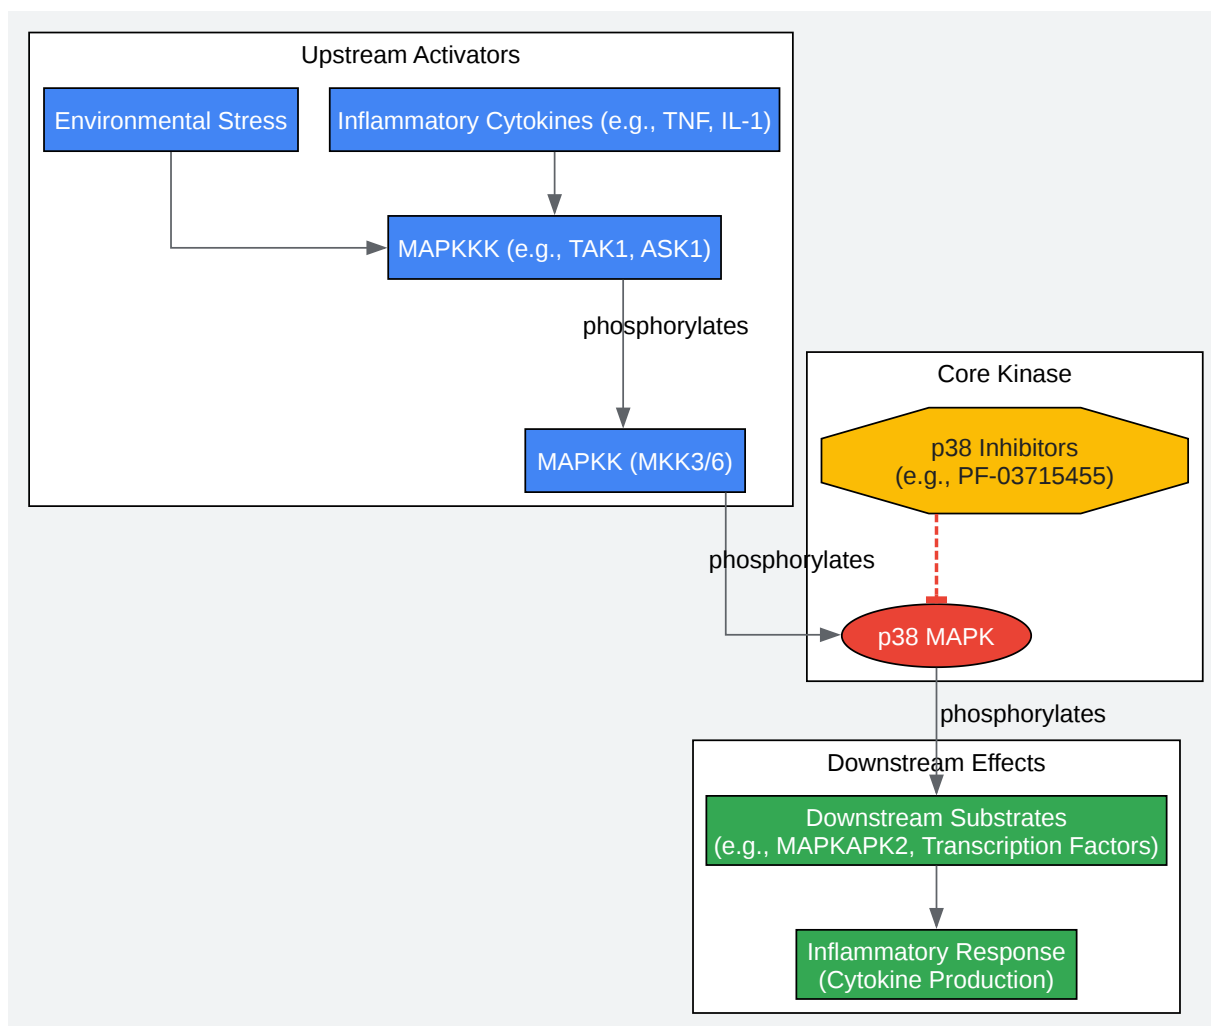 Upstream Activators
Environmental Stress
Inflammatory Cytokines (e.g., TNF, IL-1)
MAPKKK (e.g., TAK1, ASK1)
phosphorylates
MAPKK (MKK3/6)
Core Kinase
p38 Inhibitors
(e.g., PF-03715455)
phosphorylates
p38 MAPK
phosphorylates
Downstream Effects
Downstream Substrates
(e.g., MAPKAPK2, Transcription Factors)
Inflammatory Response
(Cytokine Production)